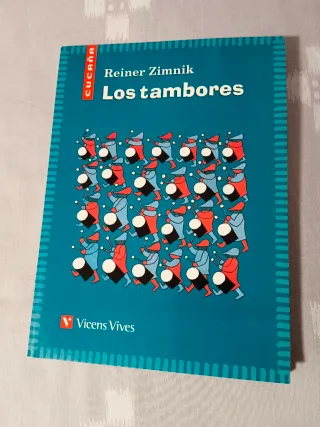 CUCAÑA
Reiner Zimnik
Los tambores
V Vicens Vives